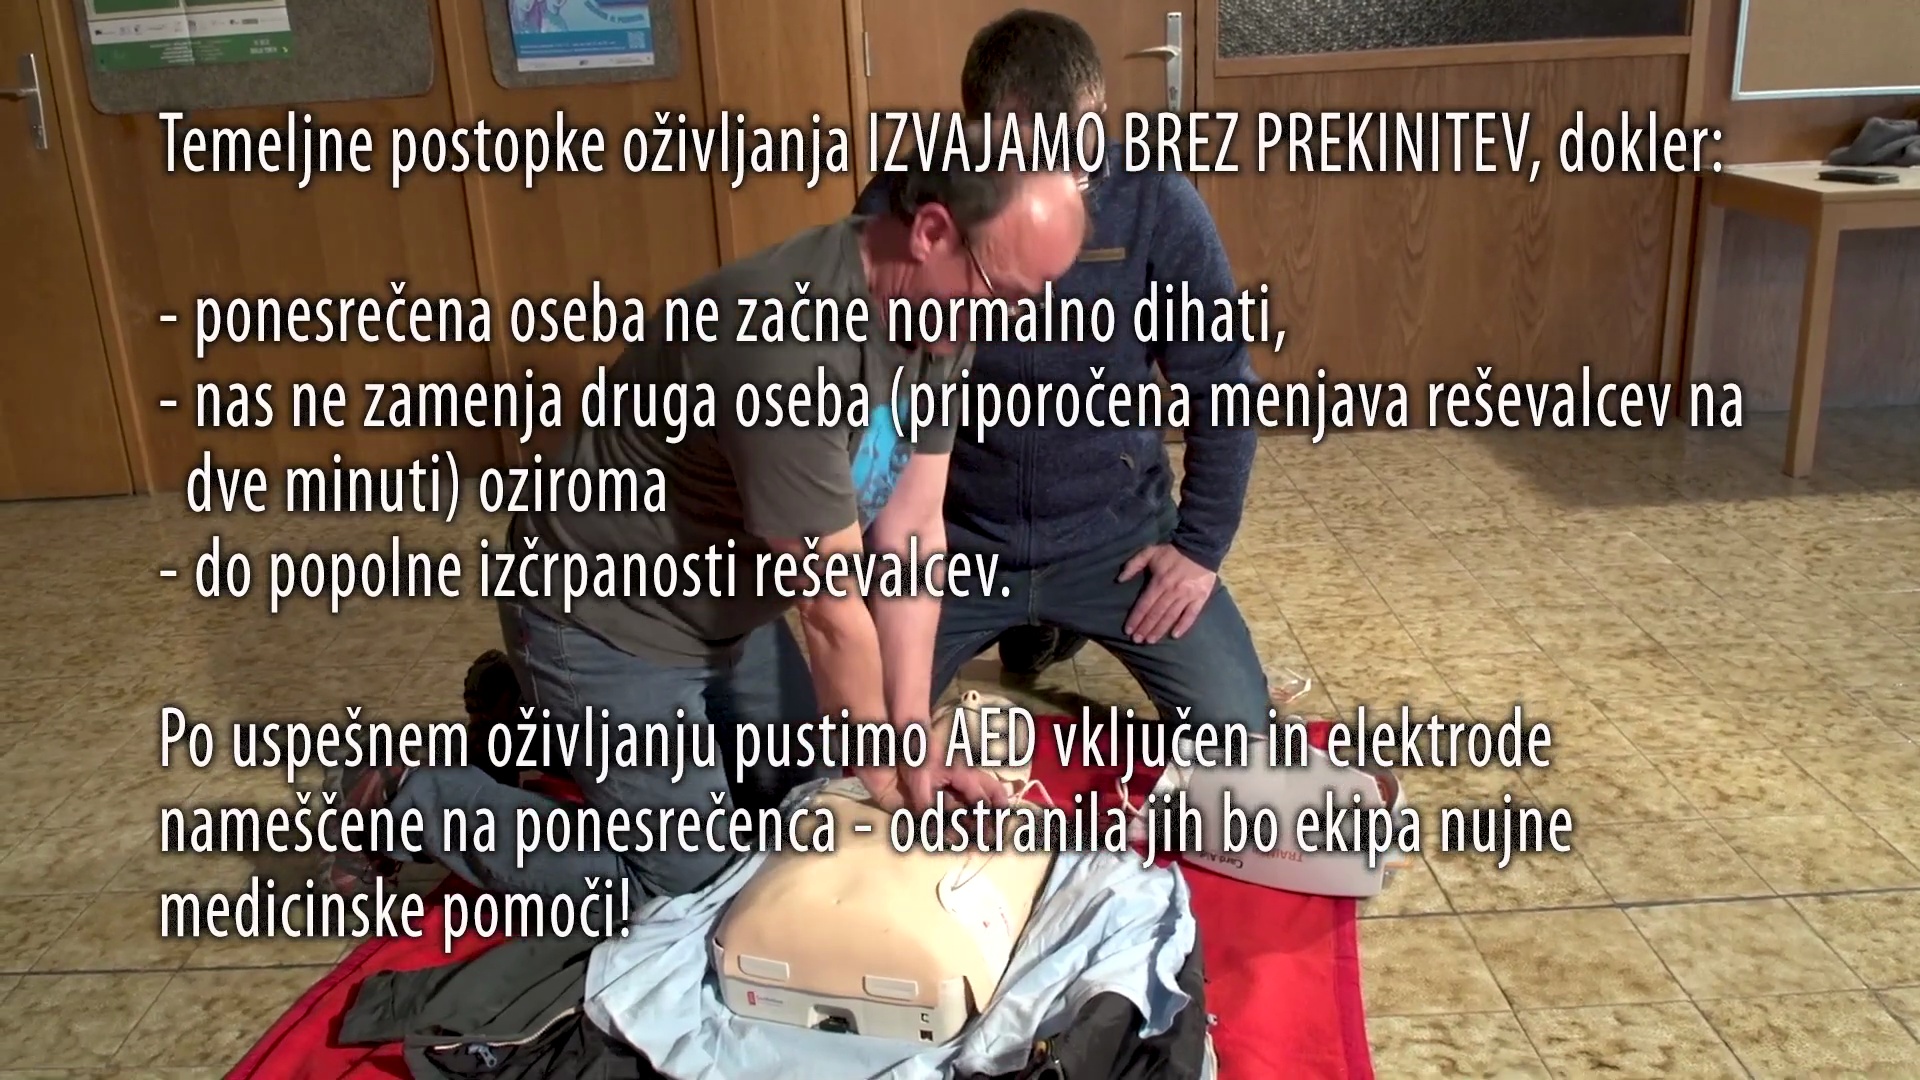 Temeljne postopke oživljanja IZVAJAMO BREZ PREKINITEV, dokler:
- ponesrečena oseba ne začne normalno dihati,
- nas ne zamenja druga oseba (priporočena menjava reševalcev na
dve minuti) oziroma
- do popolne izčrpanosti reševalcev.
Po uspešnem oživljanju pustimo AED vključen in elektrode
nameščene na ponesrečenca - odstranila jih bo ekipa nujne
medicinske pomoči!